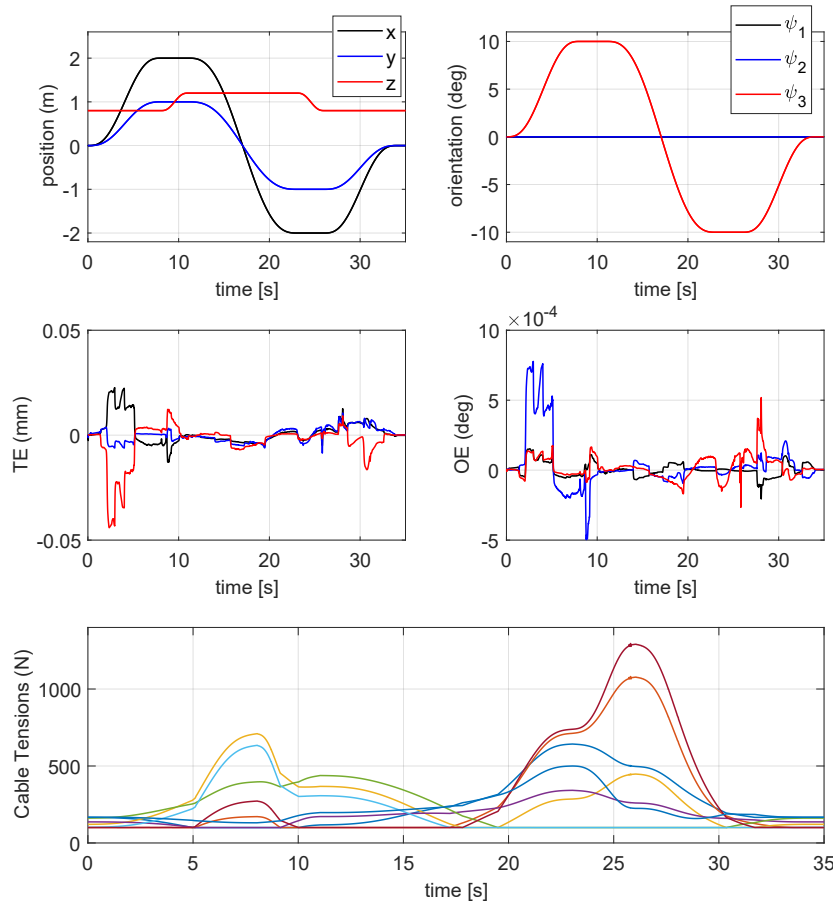 x
y
z
2
1
0
-1
-2
position (m)
0
10
20
30
time [s]
ψ1
ψ2
ψ3
10
5
0
-5
-10
orientation (deg)
0
10
20
30
time [s]
0.05
0
-0.05
TE (mm)
0
10
20
30
time [s]
×10-4
10
5
0
-5
OE (deg)
0
10
20
30
time [s]
1000
500
0
Cable Tensions (N)
0
5
10
15
20
25
30
35
time [s]